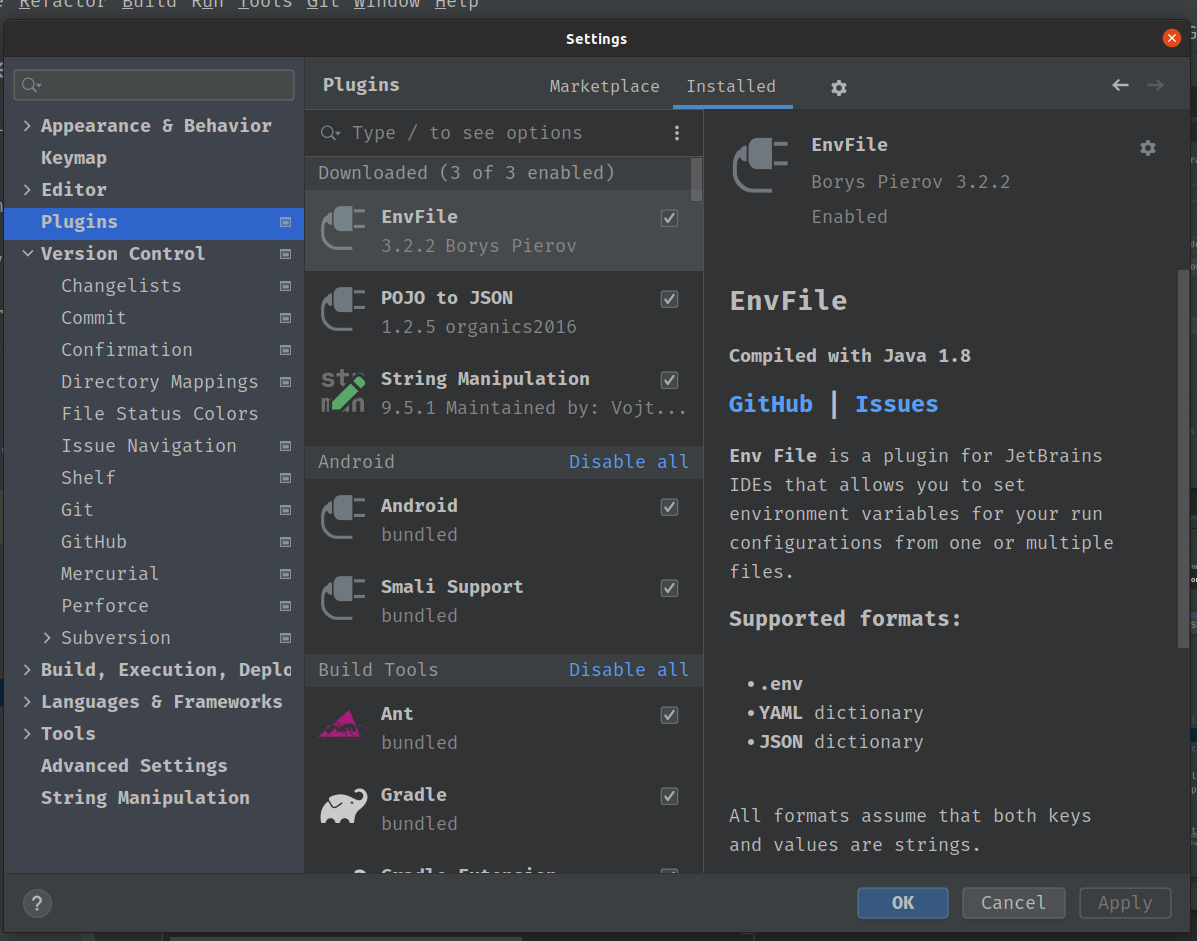 Refactor Build Run Tools Git Window Help
Settings
Plugins Marketplace Installed
Appearance & Behavior
Keymap
Editor
Plugins
Version Control
Changelists
Commit
Confirmation
Directory Mappings
File Status Colors
Issue Navigation
Shelf
Git
GitHub
Mercurial
Perforce
Subversion
Build, Execution, Deplo
Languages & Frameworks
Tools
Advanced Settings
String Manipulation
Type / to see options
Downloaded (3 of 3 enabled)
EnvFile
3.2.2 Borys Pierov
POJO to JSON
1.2.5 organics2016
String Manipulation
9.5.1 Maintained by: Vojt...
Android Disable all
Android
bundled
Smali Support
bundled
Build Tools Disable all
Ant
bundled
Gradle
bundled
Gradle Extension
EnvFile
Borys Pierov 3.2.2
Enabled
EnvFile
Compiled with Java 1.8
GitHub | Issues
Env File is a plugin for JetBrains
IDEs that allows you to set
environment variables for your run
configurations from one or multiple
files.
Supported formats:
• .env
• YAML dictionary
• JSON dictionary
All formats assume that both keys
and values are strings.
? OK Cancel Apply